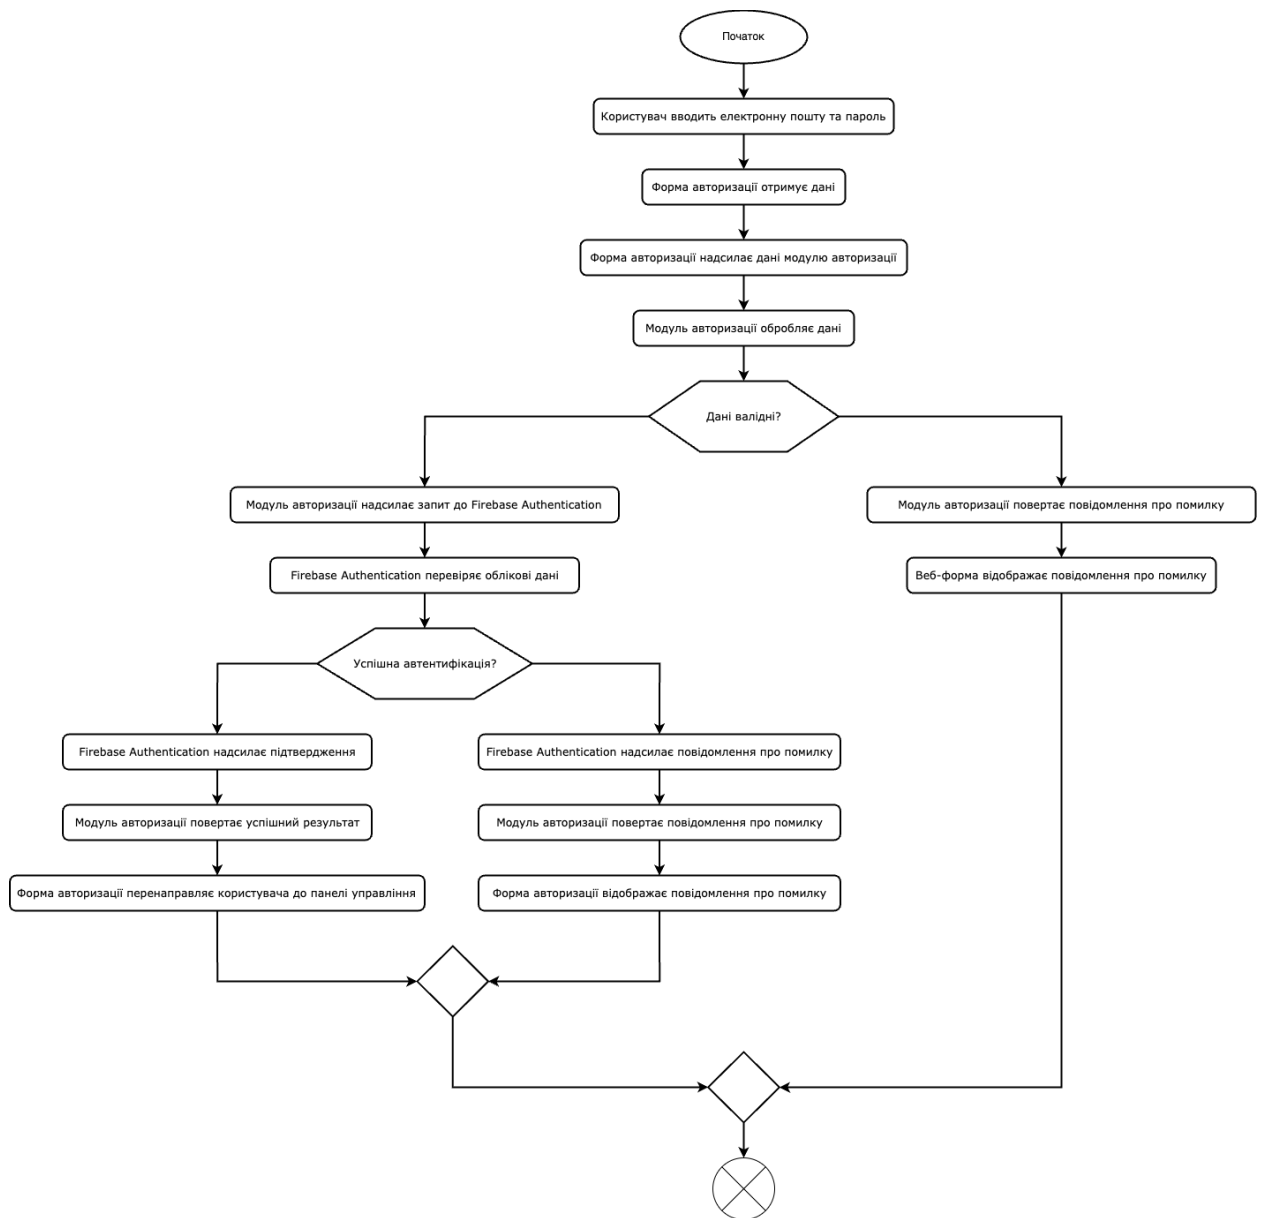 Початок
Користувач вводить електронну пошту та пароль
Форма авторизації отримує дані
Форма авторизації надсилає дані модулю авторизації
Модуль авторизації обробляє дані
Дані валідні?
Модуль авторизації надсилає запит до Firebase Authentication
Модуль авторизації повертає повідомлення про помилку
Firebase Authentication перевіряє облікові дані
Веб-форма відображає повідомлення про помилку
Успішна автентифікація?
Firebase Authentication надсилає підтвердження
Firebase Authentication надсилає повідомлення про помилку
Модуль авторизації повертає успішний результат
Модуль авторизації повертає повідомлення про помилку
Форма авторизації перенаправляє користувача до панелі управління
Форма авторизації відображає повідомлення про помилку